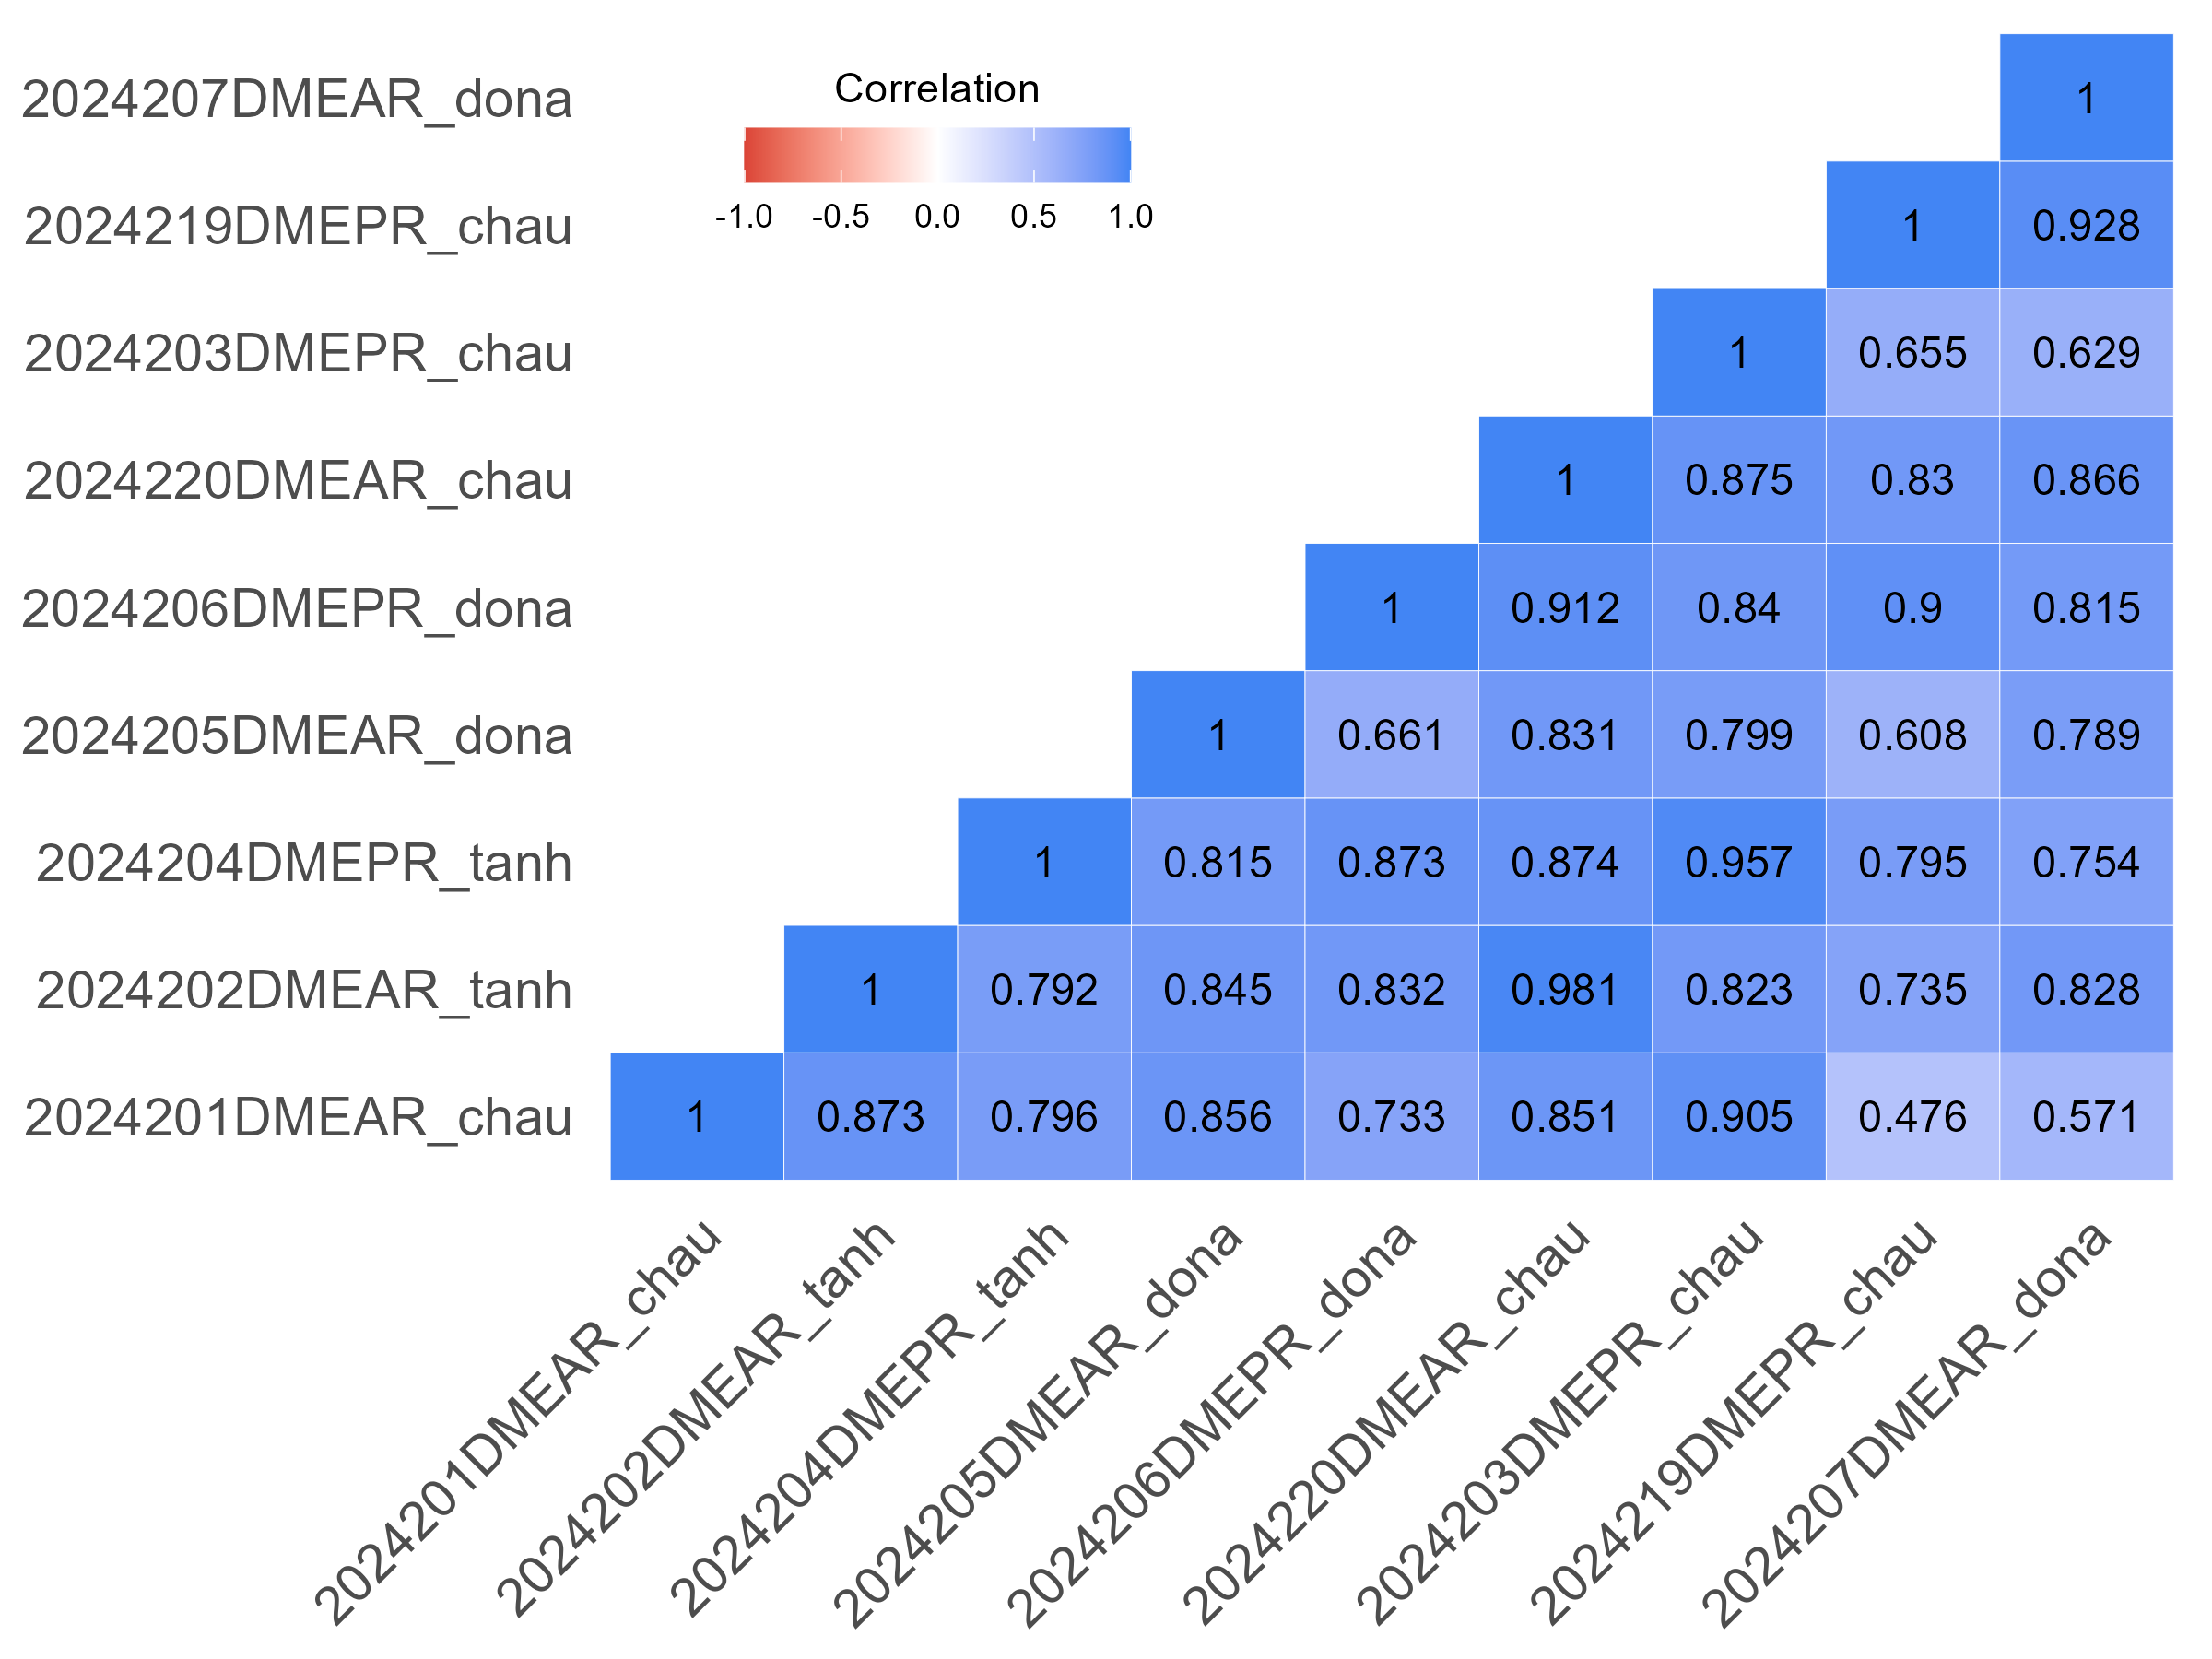 Correlation
-1.0 -0.5 0.0 0.5 1.0
2024207DMEAR_dona 1
2024219DMEPR_chau 1 0.928
2024203DMEPR_chau 1 0.655 0.629
2024220DMEAR_chau 1 0.875 0.83 0.866
2024206DMEPR_dona 1 0.912 0.84 0.9 0.815
2024205DMEAR_dona 1 0.661 0.831 0.799 0.608 0.789
2024204DMEPR_tanh 1 0.815 0.873 0.874 0.957 0.795 0.754
2024202DMEAR_tanh 1 0.792 0.845 0.832 0.981 0.823 0.735 0.828
2024201DMEAR_chau 1 0.873 0.796 0.856 0.733 0.851 0.905 0.476 0.571
2024201DMEAR_chau
2024202DMEAR_tanh
2024204DMEPR_tanh
2024205DMEAR_dona
2024206DMEPR_dona
2024220DMEAR_chau
2024203DMEPR_chau
2024219DMEPR_chau
2024207DMEAR_dona